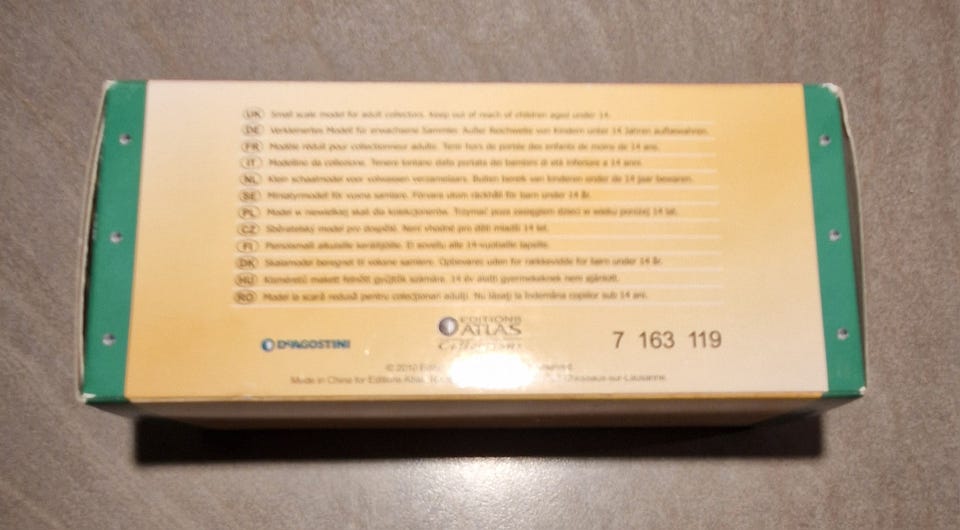 UK Small scale model for adult collectors. Keep out of reach of children aged under 14.
DE Verkleinertes Modell für erwachsene Sammler. Außer Reichweite von Kindern unter 14 Jahren aufbewahren.
FR Modèle réduit pour collectionneur adulte. Tenir hors de portée des enfants de moins de 14 ans.
IT Modellino da collezione. Tenere lontano dalla portata dei bambini di età inferiore a 14 anni.
NL Klein schaalmodel voor volwassen verzamelaars. Buiten bereik van kinderen onder de 14 jaar bewaren.
SE Miniatyrmodell för vuxna samlare. Förvara utom räckhåll för barn under 14 år.
PL Model w niewielkiej skali dla kolekcjonerów. Trzymać poza zasięgiem dzieci w wieku poniżej 14 lat.
CZ Sběratelský model pro dospělé. Není vhodné pro děti mladší 14 let.
FI Pienoismalli aikuisille keräilijöille. Ei sovellu alle 14-vuotiaille lapsille.
DK Skalamodel beregnet til voksne samlere. Opbevares uden for rækkevidde for børn under 14 år.
HU Kisméretű makett felnőtt gyűjtők számára. 14 év alatti gyermekeknek nem ajánlott.
RO Model la scară redusă pentru colecționari adulți. Nu lăsați la îndemâna copiilor sub 14 ani.
DeAGOSTINI
EDITIONS
ATLAS
Collections
7 163 119
© 2010
Made in China for Editions Atlas, -sur-Lausanne.